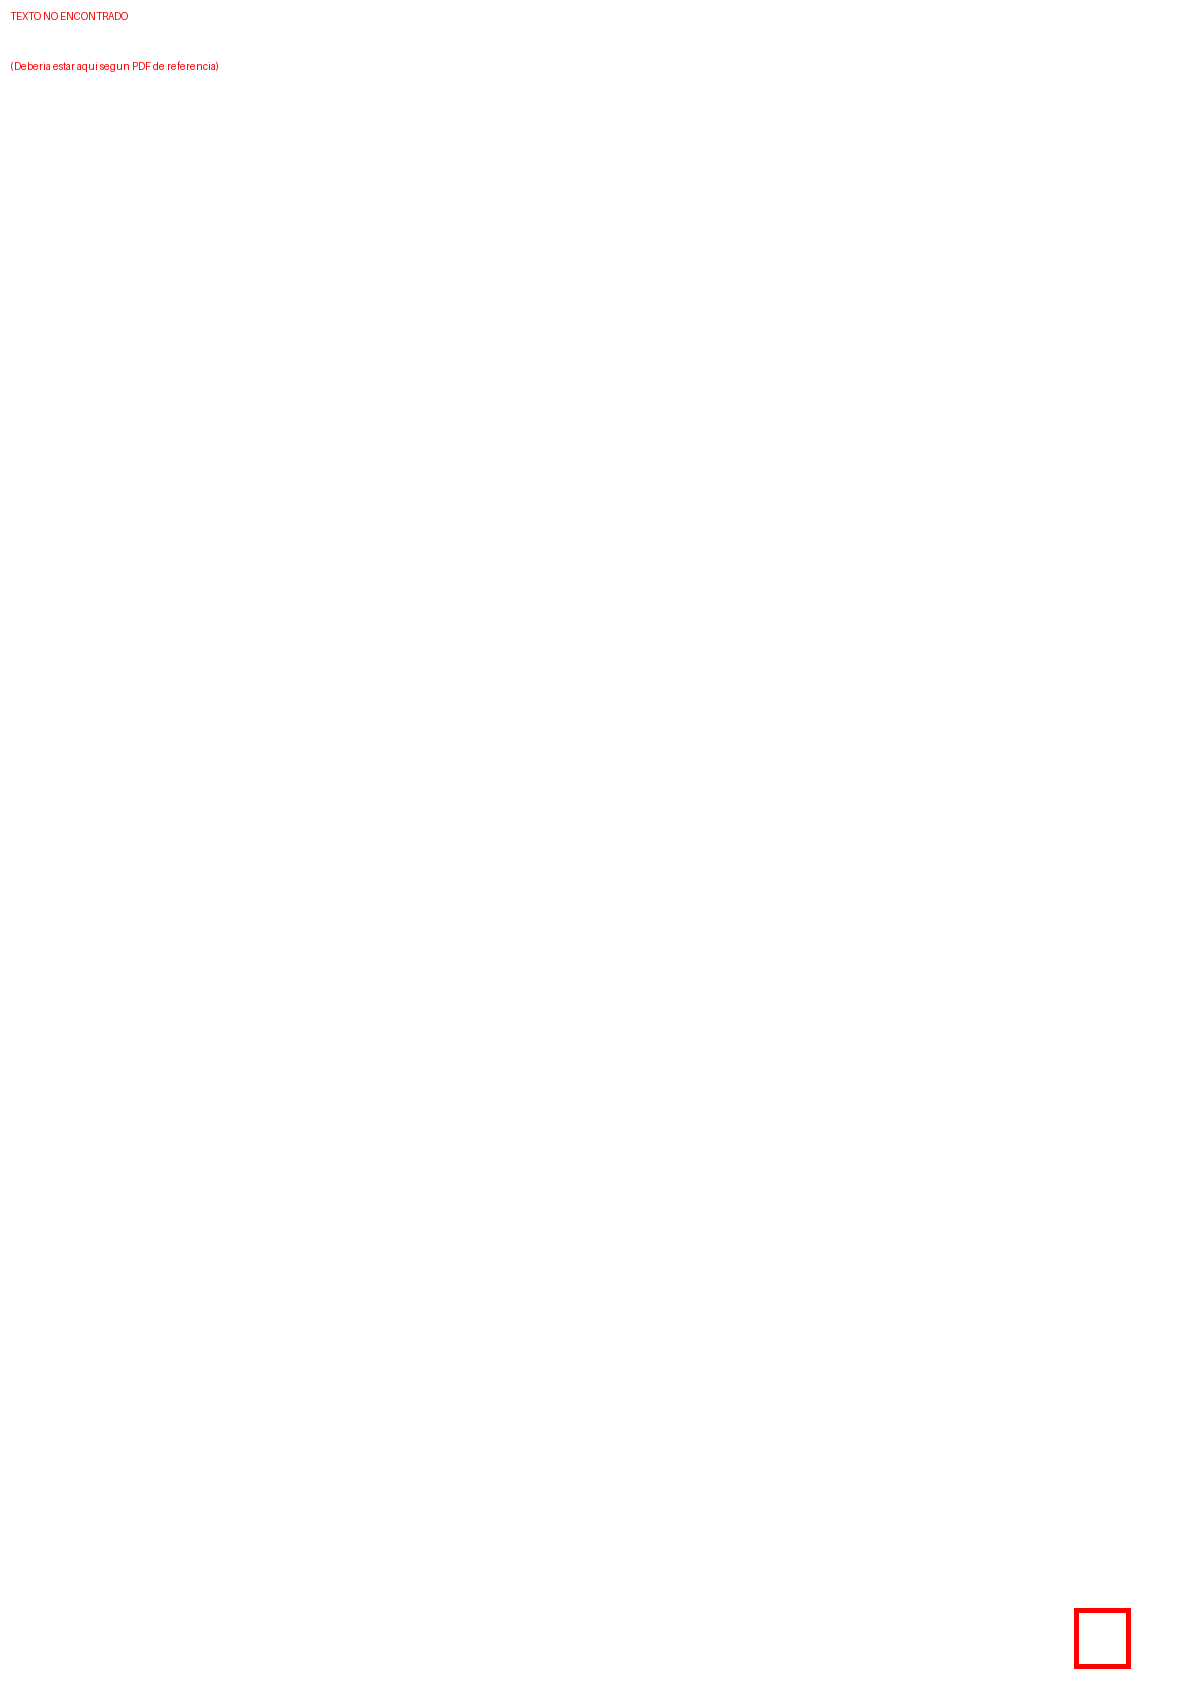 TEXTO NO ENCONTRADO
(Deberia estar aqui segun PDF de referencia)